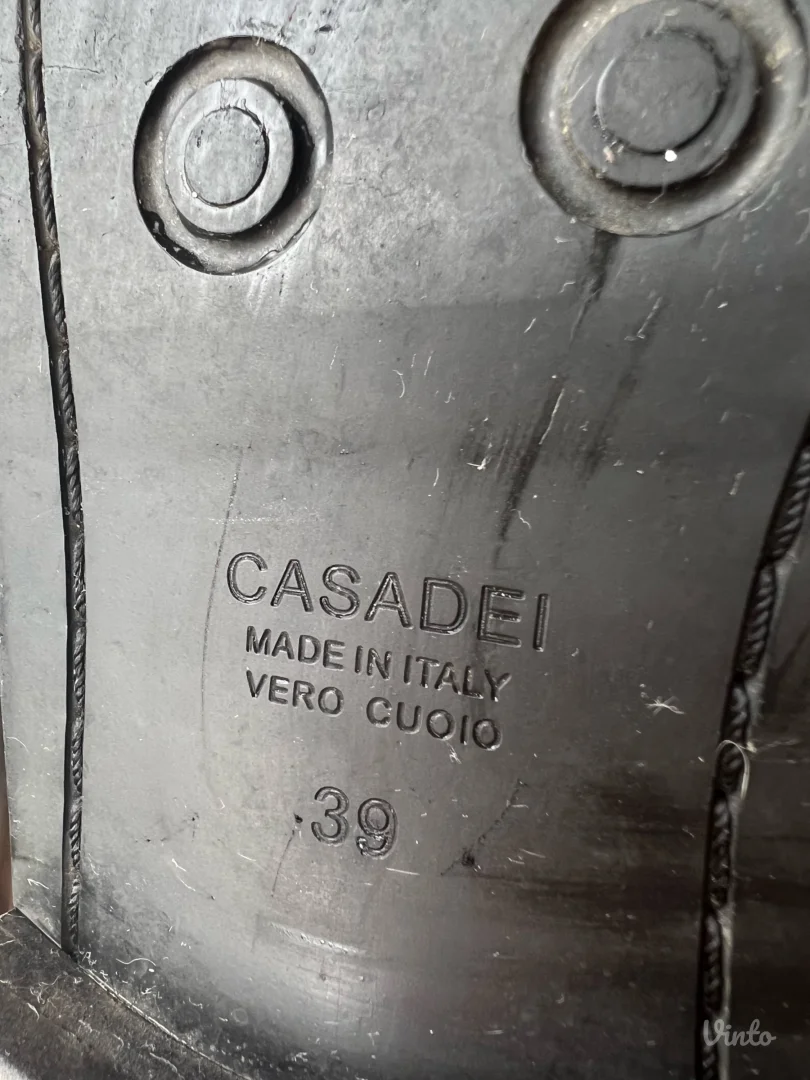 CASADEI
MADE IN ITALY
VERO CUOIO
39
Vinto